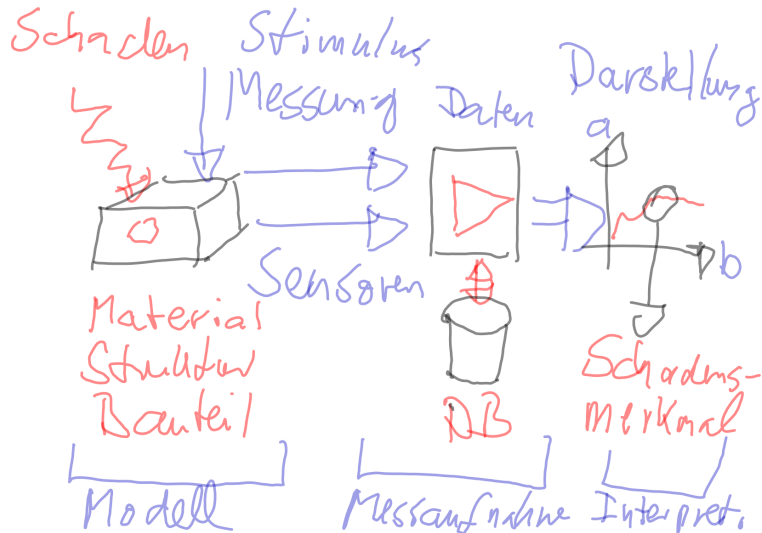 Schaden
Stimulus
Messung
Daten
Darstellung
a
b
Sensoren
Material
Struktur
Bauteil
DB
Schadens-
merkmal
Modell
Messaufnahme
Interpret.